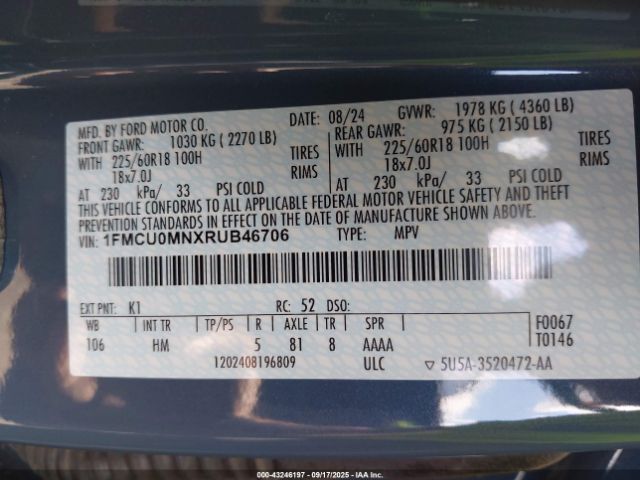 MFD. BY FORD MOTOR CO.
DATE: 08/24 GVWR: 1978 KG ( 4360 LB)
FRONT GAWR: 1030 KG ( 2270 LB) REAR GAWR: 975 KG ( 2150 LB)
WITH 225/60R18 100H TIRES WITH 225/60R18 100H TIRES
18x7.0J RIMS 18x7.0J RIMS
AT 230 kPa/ 33 PSI COLD AT 230 kPa/ 33 PSI COLD
THIS VEHICLE CONFORMS TO ALL APPLICABLE FEDERAL MOTOR VEHICLE SAFETY AND THEFT
PREVENTION STANDARDS IN EFFECT ON THE DATE OF MANUFACTURE SHOWN ABOVE.
VIN: 1FMCU0MNXRUB46706 TYPE: MPV
EXT PNT: K1 RC: 52 DSO:
WB INT TR TP/PS R AXLE TR SPR F0067
106 HM 5 81 8 AAAA T0146
1202408196809 ULC ▽ 5U5A-3520472-AA
000-43246197 - 09/17/2025 - IAA Inc.